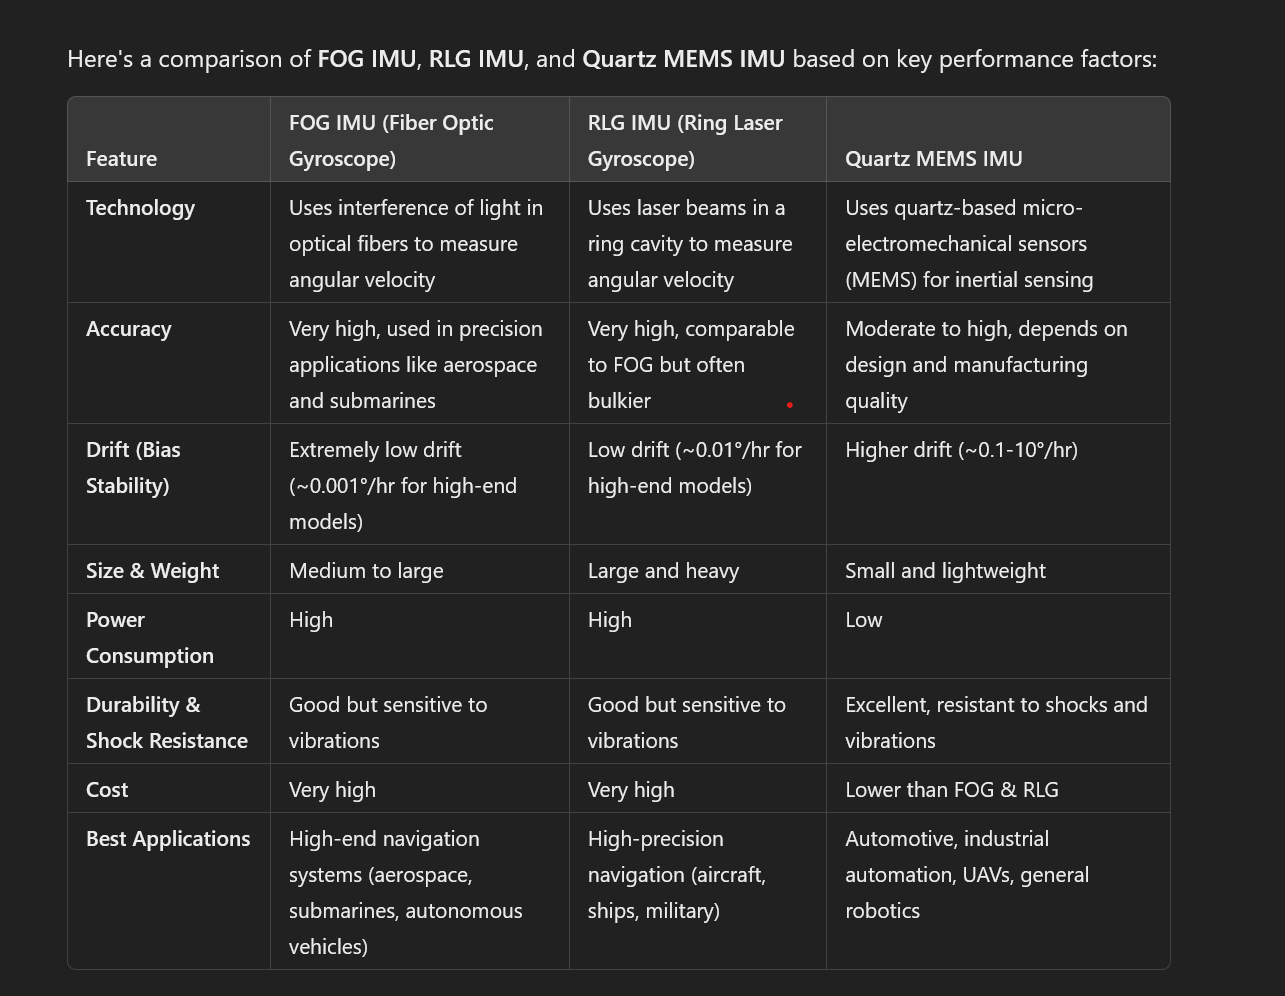 Here's a comparison of FOG IMU, RLG IMU, and Quartz MEMS IMU based on key performance factors:
Feature
FOG IMU (Fiber Optic
Gyroscope)
RLG IMU (Ring Laser
Gyroscope)
Quartz MEMS IMU
Technology
Uses interference of light in
optical fibers to measure
angular velocity
Uses laser beams in a
ring cavity to measure
angular velocity
Uses quartz-based micro-
electromechanical sensors
(MEMS) for inertial sensing
Accuracy
Very high, used in precision
applications like aerospace
and submarines
Very high, comparable
to FOG but often
bulkier
Moderate to high, depends on
design and manufacturing
quality
Drift (Bias
Stability)
Extremely low drift
(~0.001°/hr for high-end
models)
Low drift (~0.01°/hr for
high-end models)
Higher drift (~0.1-10°/hr)
Size & Weight
Medium to large
Large and heavy
Small and lightweight
Power
Consumption
High
High
Low
Durability &
Shock Resistance
Good but sensitive to
vibrations
Good but sensitive to
vibrations
Excellent, resistant to shocks and
vibrations
Cost
Very high
Very high
Lower than FOG & RLG
Best Applications
High-end navigation
systems (aerospace,
submarines, autonomous
vehicles)
High-precision
navigation (aircraft,
ships, military)
Automotive, industrial
automation, UAVs, general
robotics